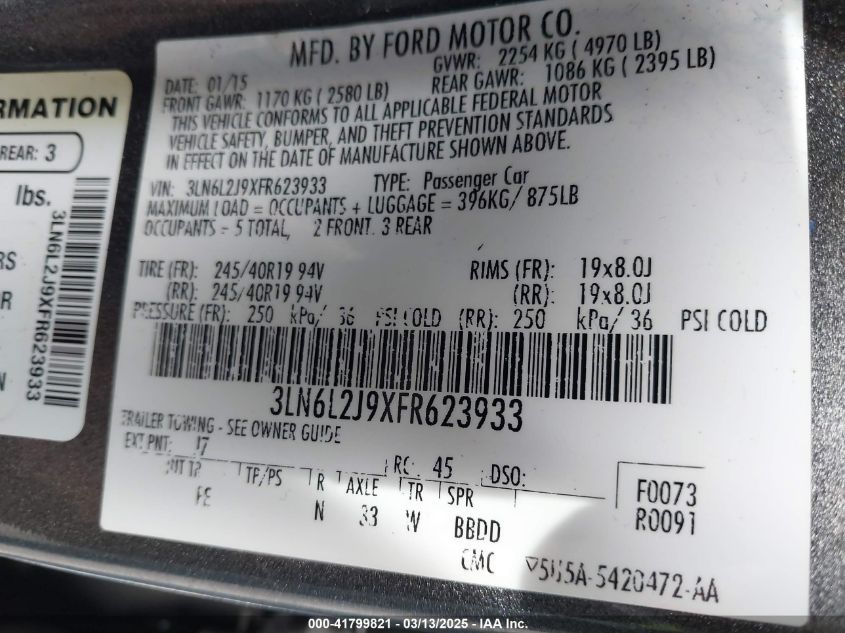 MFD. BY FORD MOTOR CO.
DATE: 01/15 GVWR: 2254 KG ( 4970 LB)
FRONT GAWR: 1170 KG ( 2580 LB) REAR GAWR: 1086 KG ( 2395 LB)
THIS VEHICLE CONFORMS TO ALL APPLICABLE FEDERAL MOTOR
VEHICLE SAFETY, BUMPER, AND THEFT PREVENTION STANDARDS
IN EFFECT ON THE DATE OF MANUFACTURE SHOWN ABOVE.
VIN: 3LN6L2J9XFR623933 TYPE: Passenger Car
MAXIMUM LOAD = OCCUPANTS + LUGGAGE = 396KG/ 875LB
OCCUPANTS = 5 TOTAL, 2 FRONT. 3 REAR
TIRE (FR): 245/40R19 94V RIMS (FR): 19x8.0J
(RR): 245/40R19 94V (RR): 19x8.0J
PRESSURE (FR): 250 kPa/ 36 PSI COLD (RR): 250 kPa/ 36 PSI COLD
3LN6L2J9XFR623933
TRAILER TOWING - SEE OWNER GUIDE
EXT PNT: J7 RC: 45 DSO:
TP/PS R AXLE TR SPR
N 33 W BBDD
F0073
R0091
CMC ▽5U5A-5420472-AA
RMATION
REAR: 3
lbs.
RS
R
N
3LN6L2J9XFR623933
000-41799821 - 03/13/2025 - IAA Inc.